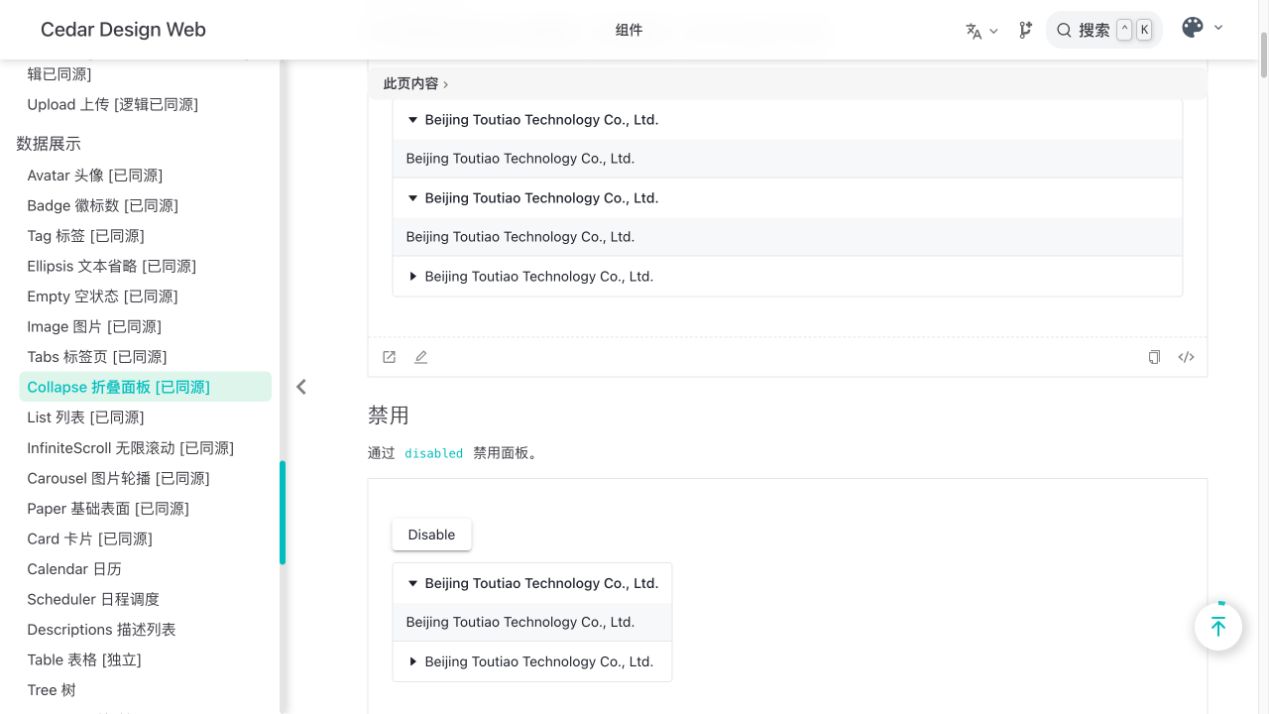 Cedar Design Web
组件
搜索 ^ K
辑已同源]
Upload 上传 [逻辑已同源]
数据展示
Avatar 头像 [已同源]
Badge 徽标数 [已同源]
Tag 标签 [已同源]
Ellipsis 文本省略 [已同源]
Empty 空状态 [已同源]
Image 图片 [已同源]
Tabs 标签页 [已同源]
Collapse 折叠面板 [已同源]
List 列表 [已同源]
InfiniteScroll 无限滚动 [已同源]
Carousel 图片轮播 [已同源]
Paper 基础表面 [已同源]
Card 卡片 [已同源]
Calendar 日历
Scheduler 日程调度
Descriptions 描述列表
Table 表格 [独立]
Tree 树
此页内容 ›
Beijing Toutiao Technology Co., Ltd.
Beijing Toutiao Technology Co., Ltd.
Beijing Toutiao Technology Co., Ltd.
Beijing Toutiao Technology Co., Ltd.
Beijing Toutiao Technology Co., Ltd.
禁用
通过 disabled 禁用面板。
Disable
Beijing Toutiao Technology Co., Ltd.
Beijing Toutiao Technology Co., Ltd.
Beijing Toutiao Technology Co., Ltd.